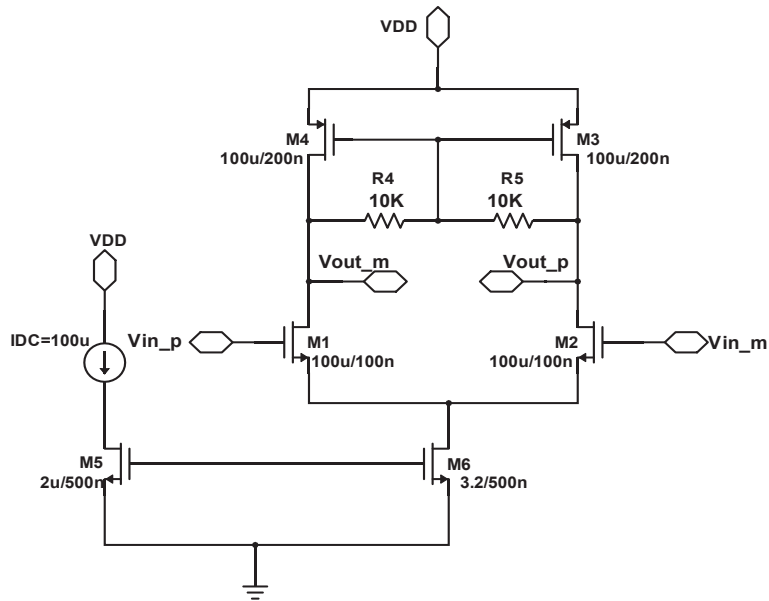 VDD
M4
100u/200n
M3
100u/200n
R4
10K
R5
10K
VDD
Vout_m
Vout_p
IDC=100u
Vin_p
M1
100u/100n
M2
100u/100n
Vin_m
M5
2u/500n
M6
3.2/500n